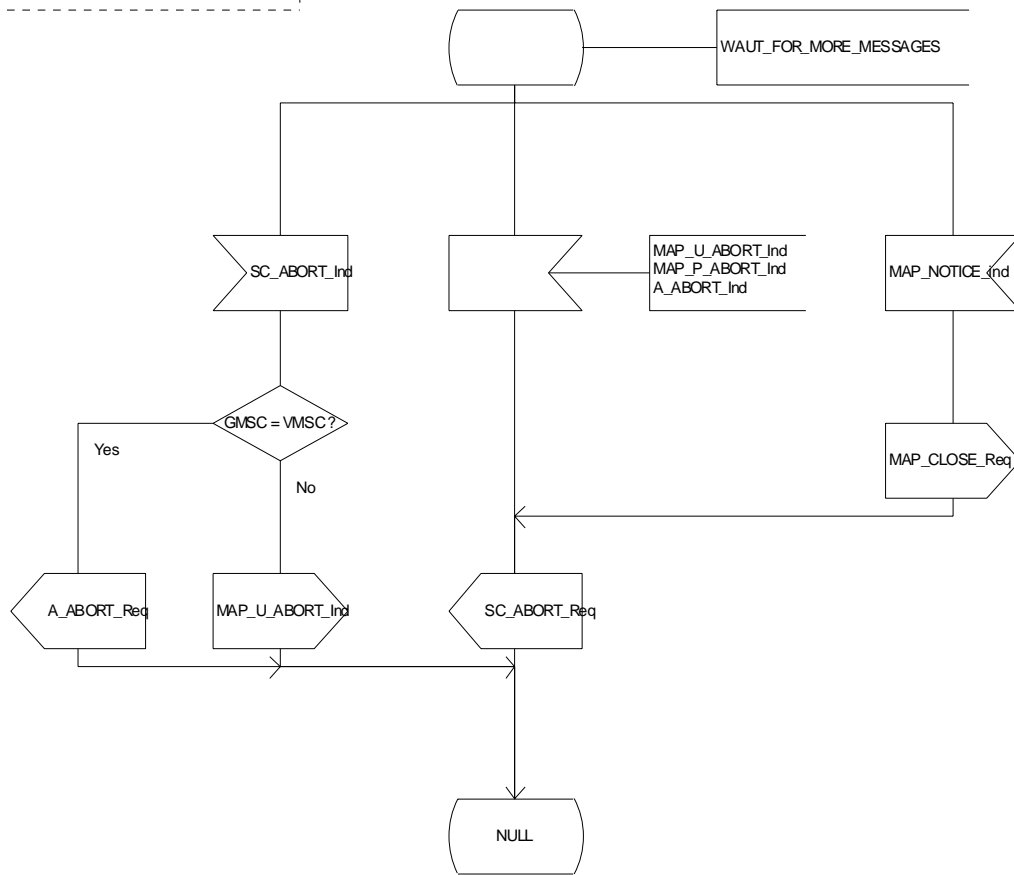 WAUT_FOR_MORE_MESSAGES
SC_ABORT_Ind
MAP_U_ABORT_Ind
MAP_P_ABORT_Ind
A_ABORT_Ind
MAP_NOTICE_Ind
GMSC = VMSC?
Yes
No
MAP_CLOSE_Req
A_ABORT_Req
MAP_U_ABORT_Ind
SC_ABORT_Req
NULL